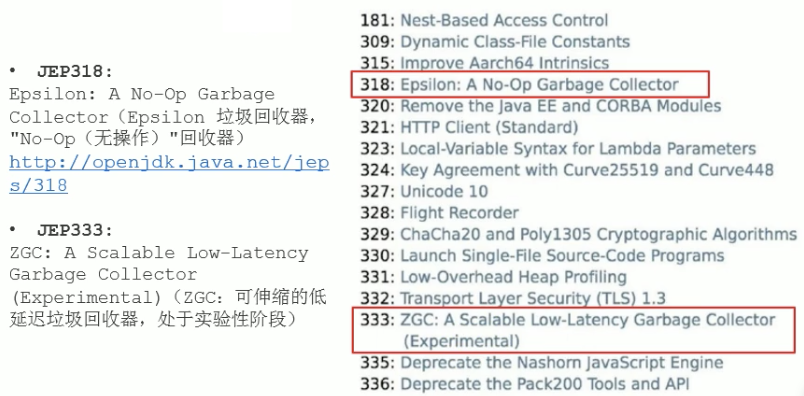 • JEP318:
Epsilon: A No-Op Garbage
Collector（Epsilon 垃圾回收器，
"No-Op（无操作）"回收器）
http://openjdk.java.net/jep
s/318
• JEP333:
ZGC: A Scalable Low-Latency
Garbage Collector
(Experimental)（ZGC：可伸缩的低
延迟垃圾回收器，处于实验性阶段）
181: Nest-Based Access Control
309: Dynamic Class-File Constants
315: Improve Aarch64 Intrinsics
318: Epsilon: A No-Op Garbage Collector
320: Remove the Java EE and CORBA Modules
321: HTTP Client (Standard)
323: Local-Variable Syntax for Lambda Parameters
324: Key Agreement with Curve25519 and Curve448
327: Unicode 10
328: Flight Recorder
329: ChaCha20 and Poly1305 Cryptographic Algorithms
330: Launch Single-File Source-Code Programs
331: Low-Overhead Heap Profiling
332: Transport Layer Security (TLS) 1.3
333: ZGC: A Scalable Low-Latency Garbage Collector
(Experimental)
335: Deprecate the Nashorn JavaScript Engine
336: Deprecate the Pack200 Tools and API